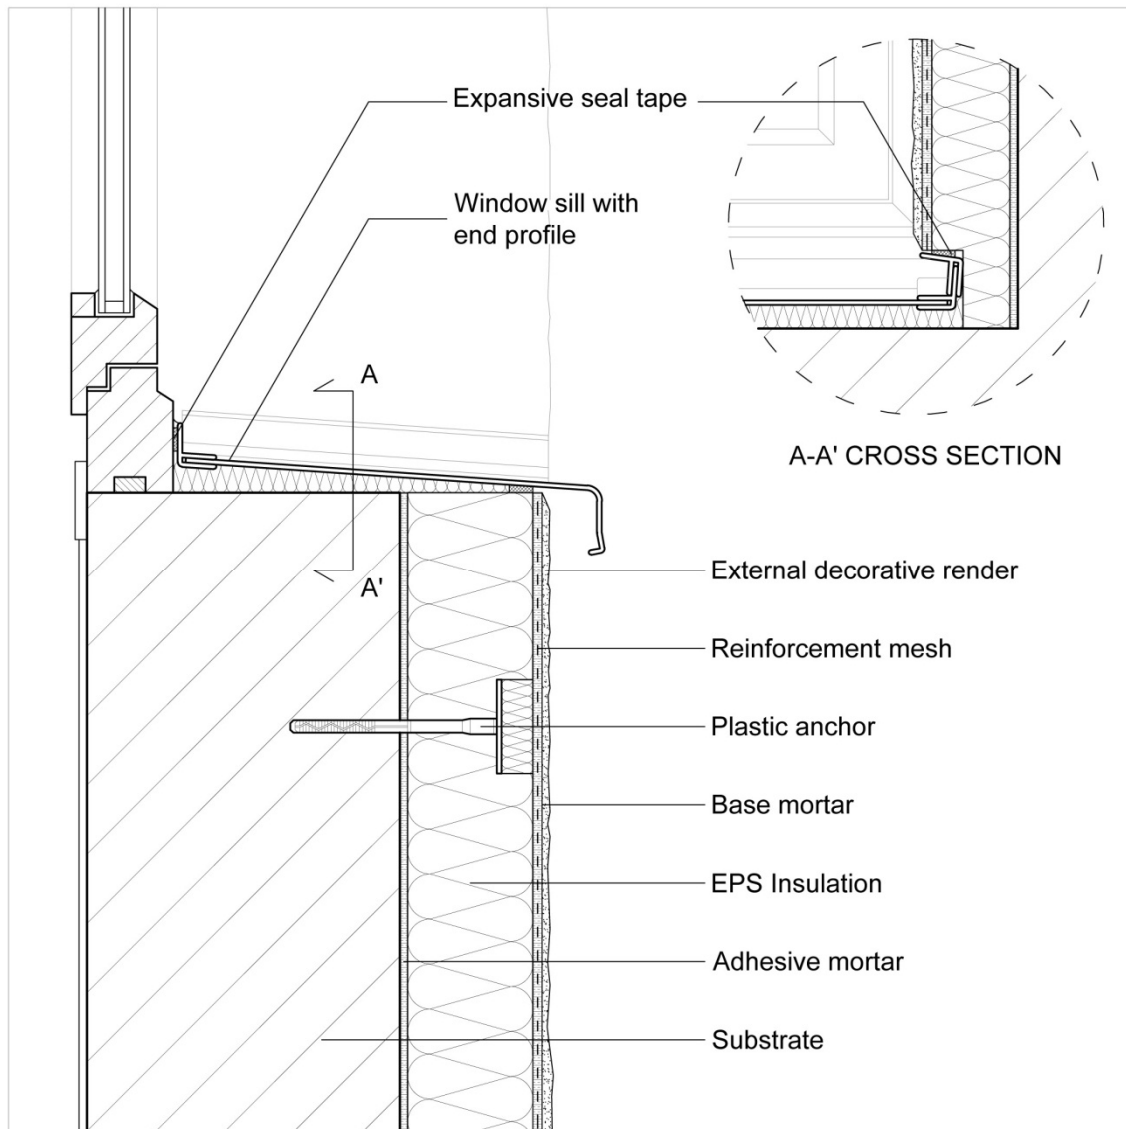 Expansive seal tape
Window sill with
end profile
A
A'
A-A' CROSS SECTION
External decorative render
Reinforcement mesh
Plastic anchor
Base mortar
EPS Insulation
Adhesive mortar
Substrate